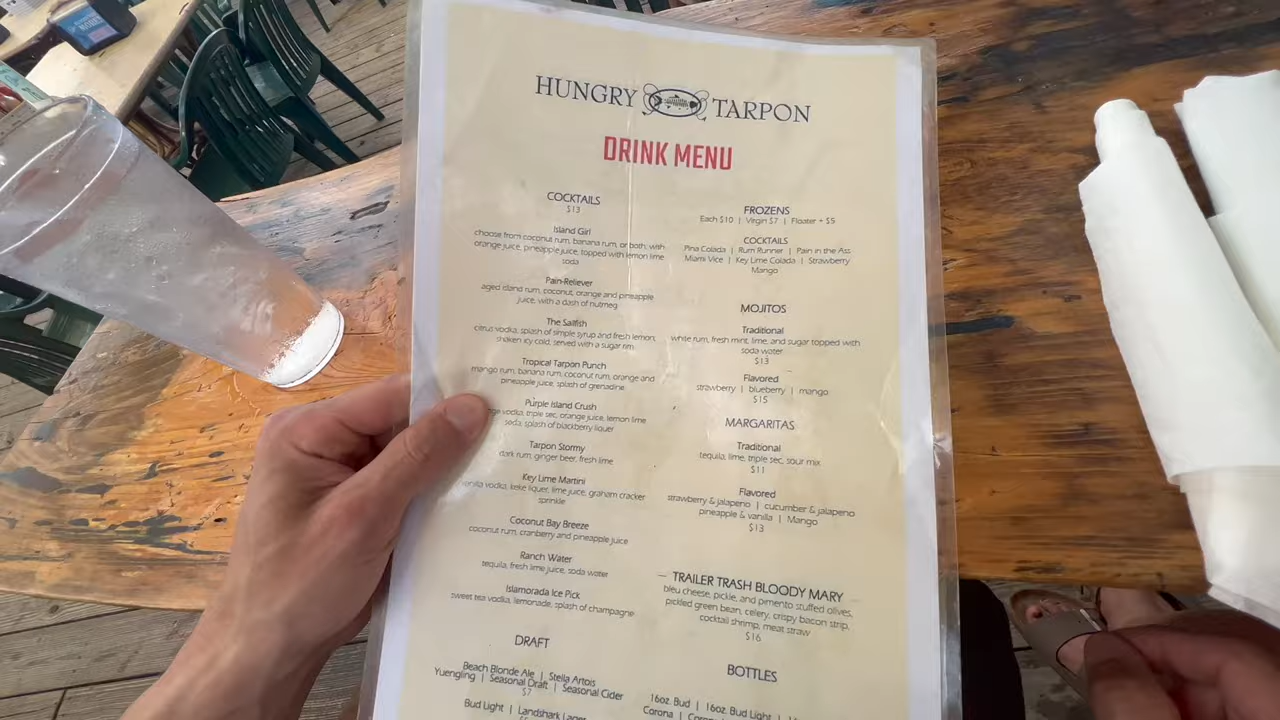 HUNGRY TARPON
DRINK MENU
COCKTAILS
$13
Island Girl
choose from coconut rum, banana rum, or both; with
orange juice, pineapple juice, topped with lemon lime
soda
Pain-Reliever
aged island rum, coconut, orange and pineapple
juice, with a dash of nutmeg
The Sailfish
citrus vodka, splash of simple syrup and fresh lemon,
shaken icy cold, served with a sugar rim
Tropical Tarpon Punch
mango rum, banana rum, coconut rum, orange and
pineapple juice, splash of grenadine
Purple Island Crush
vodka, triple sec, orange juice, lemon lime
soda, splash of blackberry liquer
Tarpon Stormy
dark rum, ginger beer, fresh lime
Key Lime Martini
vanilla vodka, keke liquer, lime juice, graham cracker
sprinkle
Coconut Bay Breeze
coconut rum, cranberry and pineapple juice
Ranch Water
tequila, fresh lime juice, soda water
Islamorada Ice Pick
sweet tea vodka, lemonade, splash of champagne
DRAFT
Beach Blonde Ale | Stella Artois
Yuengling | Seasonal Draft | Seasonal Cider
$7
Bud Light | Landshark Lager
FROZENS
Each $10 | Virgin $7 | Floater + $5
COCKTAILS
Pina Colada | Rum Runner | Pain in the Ass
Miami Vice | Key Lime Colada | Strawberry
Mango
MOJITOS
Traditional
white rum, fresh mint, lime, and sugar topped with
soda water
$13
Flavored
strawberry | blueberry | mango
$15
MARGARITAS
Traditional
tequila, lime, triple sec, sour mix
$11
Flavored
strawberry & jalapeno | cucumber & jalapeno
pineapple & vanilla | Mango
$13
TRAILER TRASH BLOODY MARY
bleu cheese, pickle, and pimento stuffed olives,
pickled green bean, celery, crispy bacon strip,
cocktail shrimp, meat straw
$16
BOTTLES
16oz. Bud | 16oz. Bud Light |
Corona |